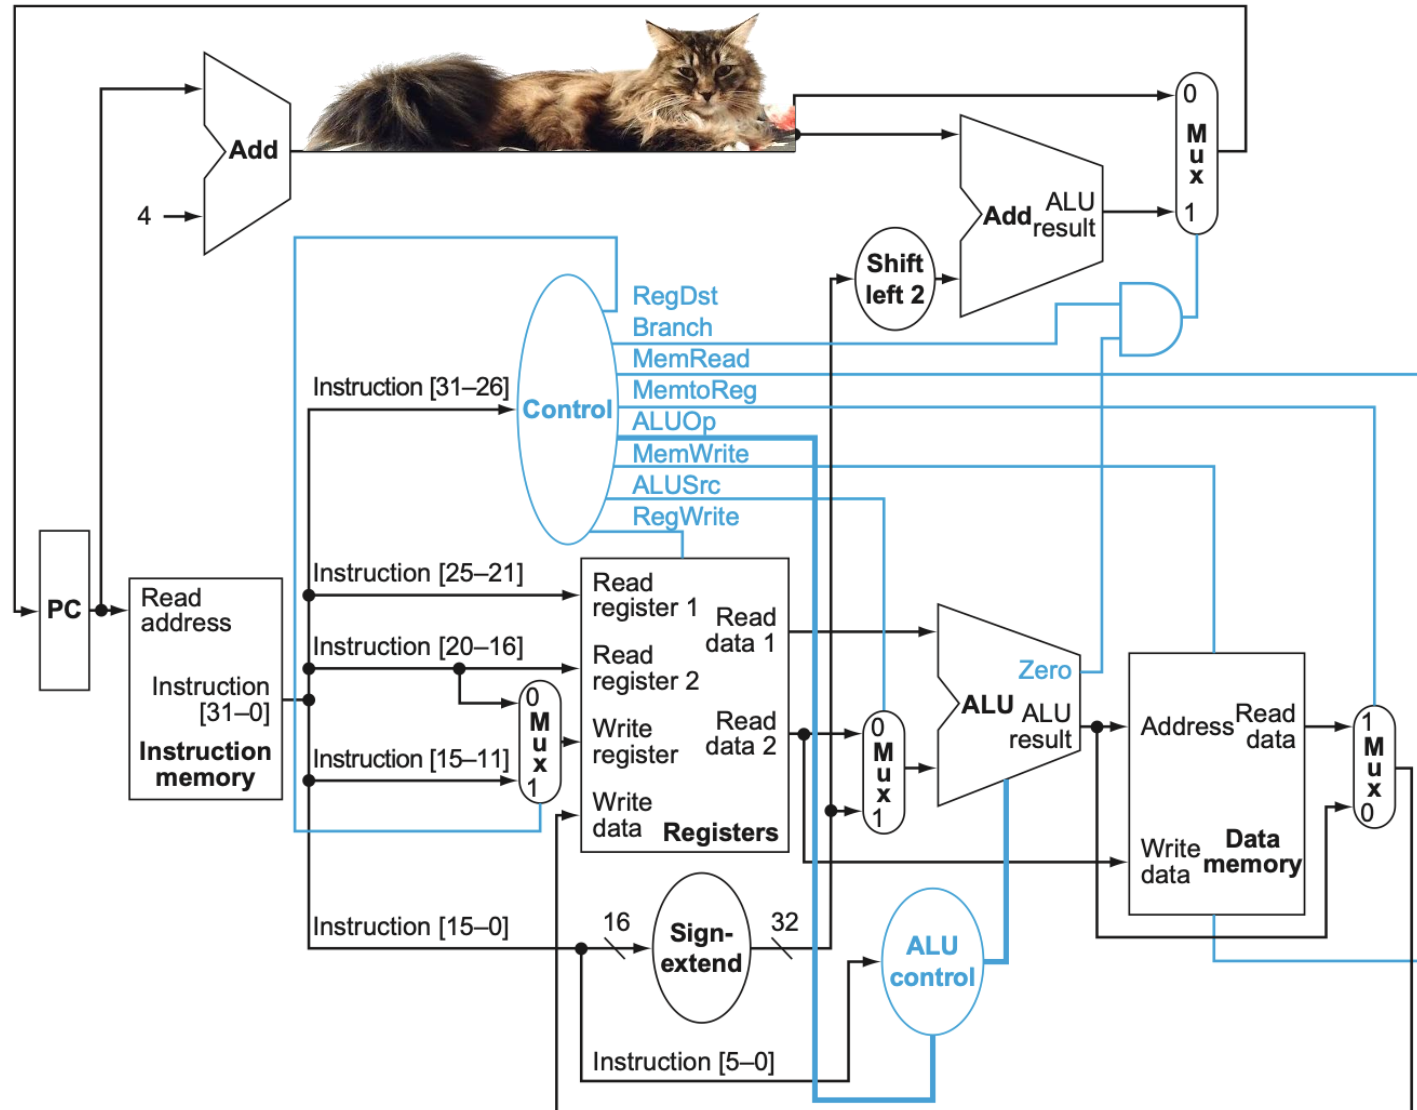 Add
4
0
M
u
x
1
Add
ALU
result
Shift
left 2
RegDst
Branch
MemRead
MemtoReg
ALUOp
MemWrite
ALUSrc
RegWrite
Control
Instruction [31–26]
Instruction [25–21]
Instruction [20–16]
Instruction [15–11]
Instruction [15–0]
Instruction [5–0]
PC
Read
address
Instruction
[31–0]
Instruction
memory
0
M
u
x
1
Read
register 1
Read
register 2
Write
register
Write
data
Read
data 1
Read
data 2
Registers
16
Sign-
extend
32
0
M
u
x
1
Zero
ALU
ALU
result
ALU
control
Address
Read
data
Write
data
Data
memory
1
M
u
x
0